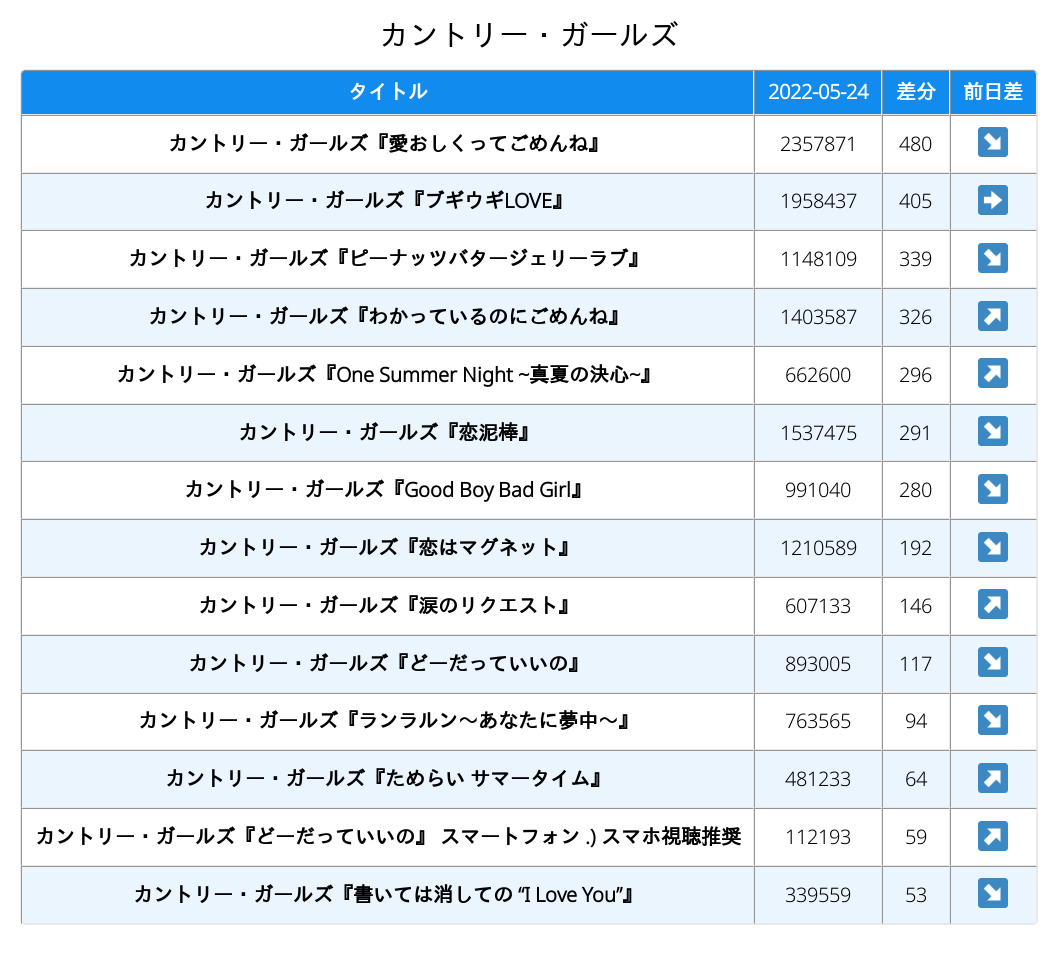 カントリー・ガールズ
タイトル 2022-05-24 差分 前日差
カントリー・ガールズ『愛おしくってごめんね』 2357871 480
カントリー・ガールズ『ブギウギLOVE』 1958437 405
カントリー・ガールズ『ピーナッツバタージェリーラブ』 1148109 339
カントリー・ガールズ『わかっているのにごめんね』 1403587 326
カントリー・ガールズ『One Summer Night ~真夏の決心~』 662600 296
カントリー・ガールズ『恋泥棒』 1537475 291
カントリー・ガールズ『Good Boy Bad Girl』 991040 280
カントリー・ガールズ『恋はマグネット』 1210589 192
カントリー・ガールズ『涙のリクエスト』 607133 146
カントリー・ガールズ『どーだっていいの』 893005 117
カントリー・ガールズ『ランラルン～あなたに夢中～』 763565 94
カントリー・ガールズ『ためらい サマータイム』 481233 64
カントリー・ガールズ『どーだっていいの』 スマートフォン .) スマホ視聴推奨 112193 59
カントリー・ガールズ『書いては消しての “I Love You”』 339559 53